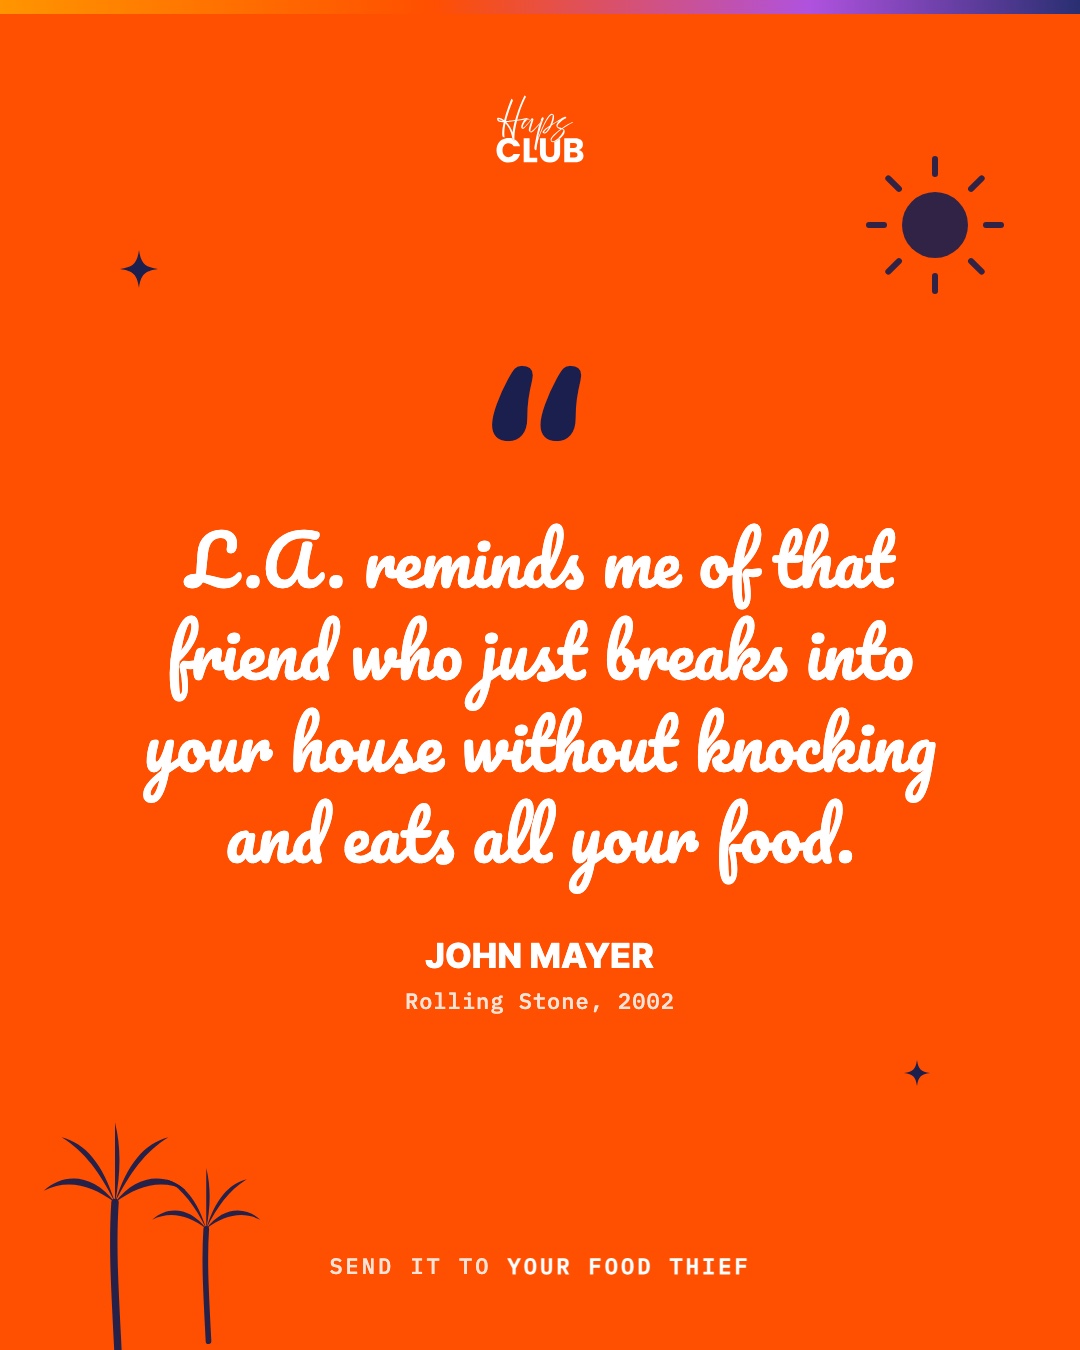 Haps
CLUB
“
L.A. reminds me of that
friend who just breaks into
your house without knocking
and eats all your food.
JOHN MAYER
Rolling Stone, 2002
SEND IT TO YOUR FOOD THIEF